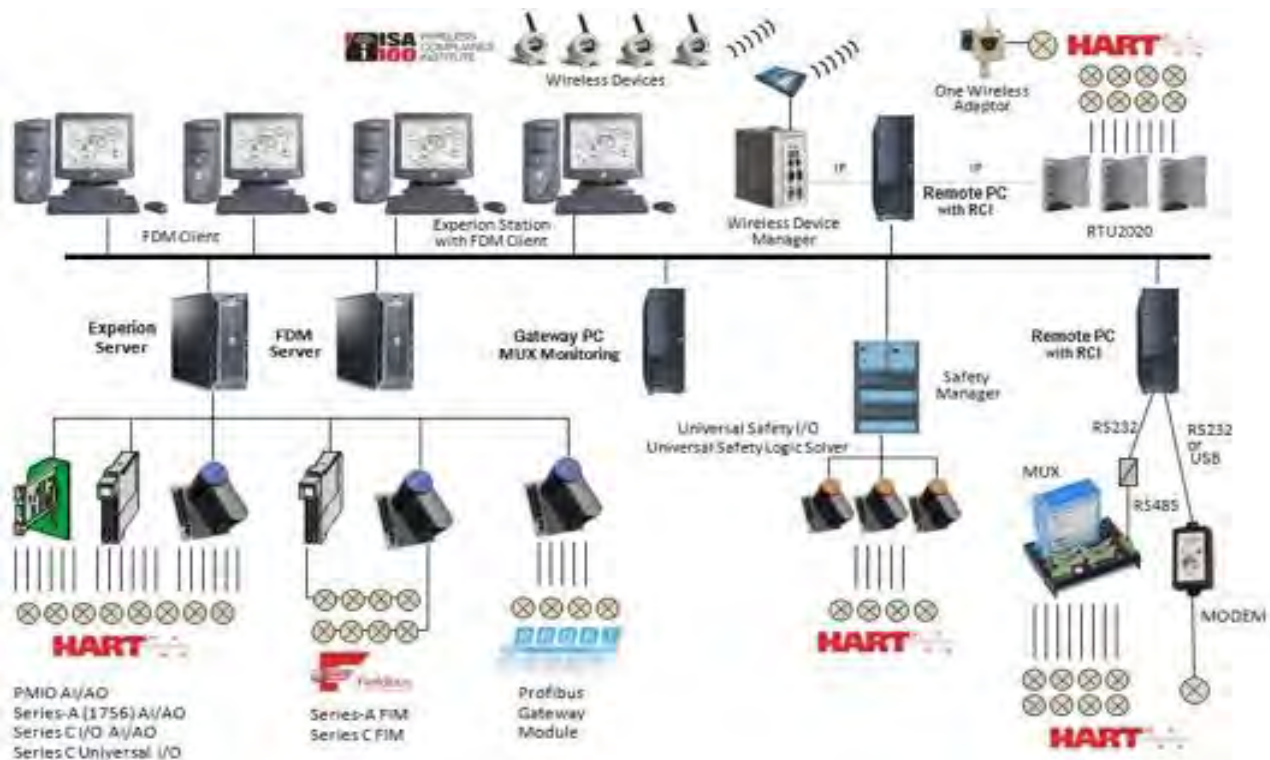 ISA
100
WIRELESS
COMPLIANCE
INSTITUTE
Wireless Devices
One Wireless
Adaptor
HART
FDM Client
Experion Station
with FDM Client
Wireless Device
Manager
IP
Remote PC
with RCI
IP
RTU2020
Experion
Server
FDM
Server
Gateway PC
MUX Monitoring
Safety
Manager
Remote PC
with RCI
Universal Safety I/O
Universal Safety Logic Solver
RS232
RS232
or
USB
MUX
RS485
MODEM
HART
Fieldbus
HART
HART
PMIO AI/AO
Series-A (1756) AI/AO
Series C I/O AI/AO
Series C Universal I/O
Series-A FIM
Series C FIM
Profibus
Gateway
Module